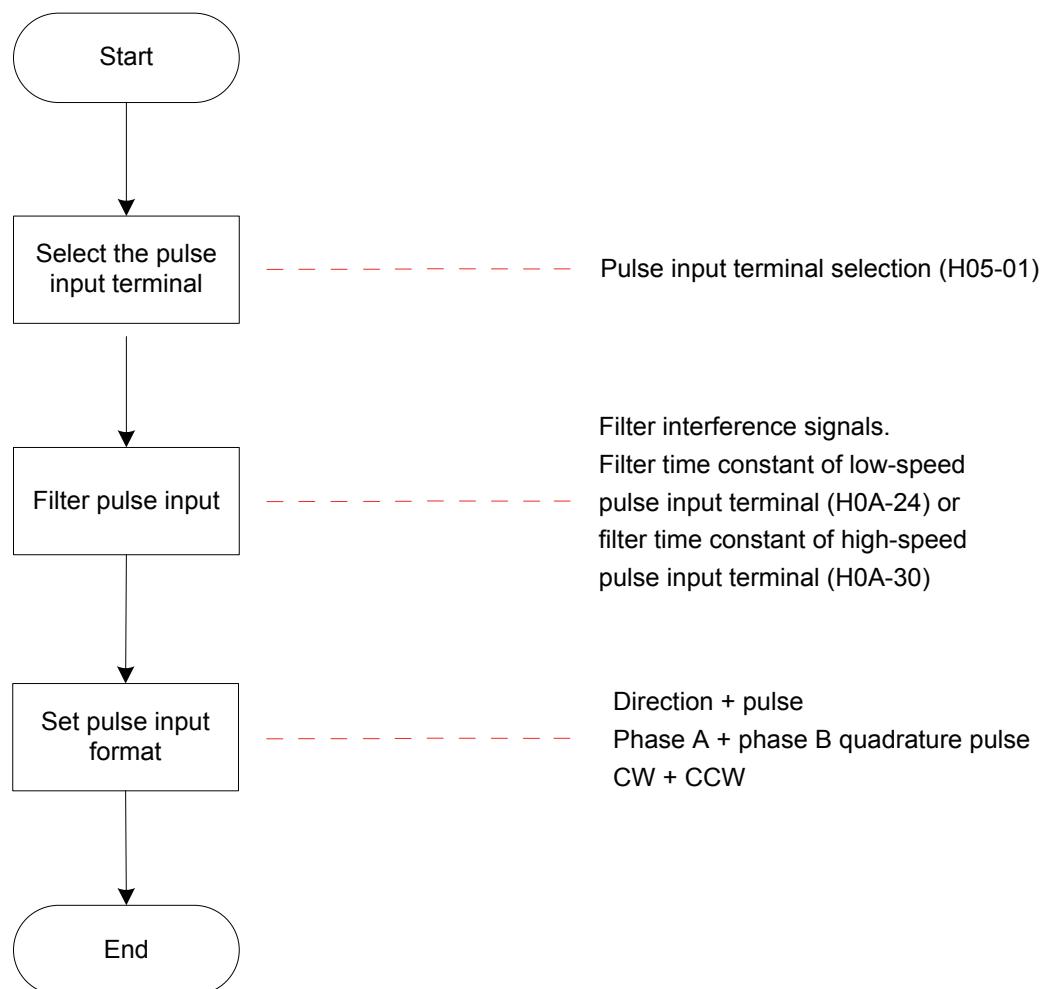 Start
Select the pulse
input terminal
Pulse input terminal selection (H05-01)
Filter pulse input
Filter interference signals.
Filter time constant of low-speed
pulse input terminal (H0A-24) or
filter time constant of high-speed
pulse input terminal (H0A-30)
Set pulse input
format
Direction + pulse
Phase A + phase B quadrature pulse
CW + CCW
End